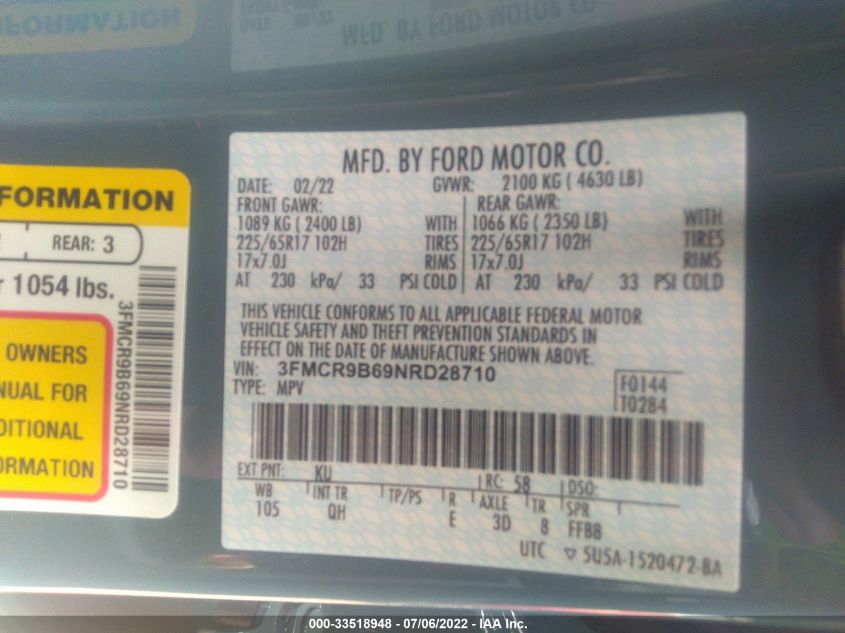 FORMATION
REAR: 3
1054 lbs.
OWNERS
FOR
3FMCR9B69NRD28710
MFD. BY FORD MOTOR CO.
DATE: 02/22 GVWR: 2100 KG ( 4630 LB)
FRONT GAWR: REAR GAWR:
1089 KG ( 2400 LB) WITH 1066 KG ( 2350 LB) WITH
225/65R17 102H TIRES 225/65R17 102H TIRES
17x7.0J RIMS 17x7.0J RIMS
AT 230 kPa/ 33 PSI COLD AT 230 kPa/ 33 PSI COLD
THIS VEHICLE CONFORMS TO ALL APPLICABLE FEDERAL MOTOR
VEHICLE SAFETY AND THEFT PREVENTION STANDARDS IN
EFFECT ON THE DATE OF MANUFACTURE SHOWN ABOVE.
VIN: 3FMCR9B69NRD28710
TYPE: MPV
F0144
T0284
EXT PNT: KU RC: 58 DSO:
WB INT TR TP/PS R AXLE TR SPR
105 QH E 3D 8 FFBB
UTC ▽ 5USA-1520472-BA
000-33518948 - 07/06/2022 - IAA Inc.